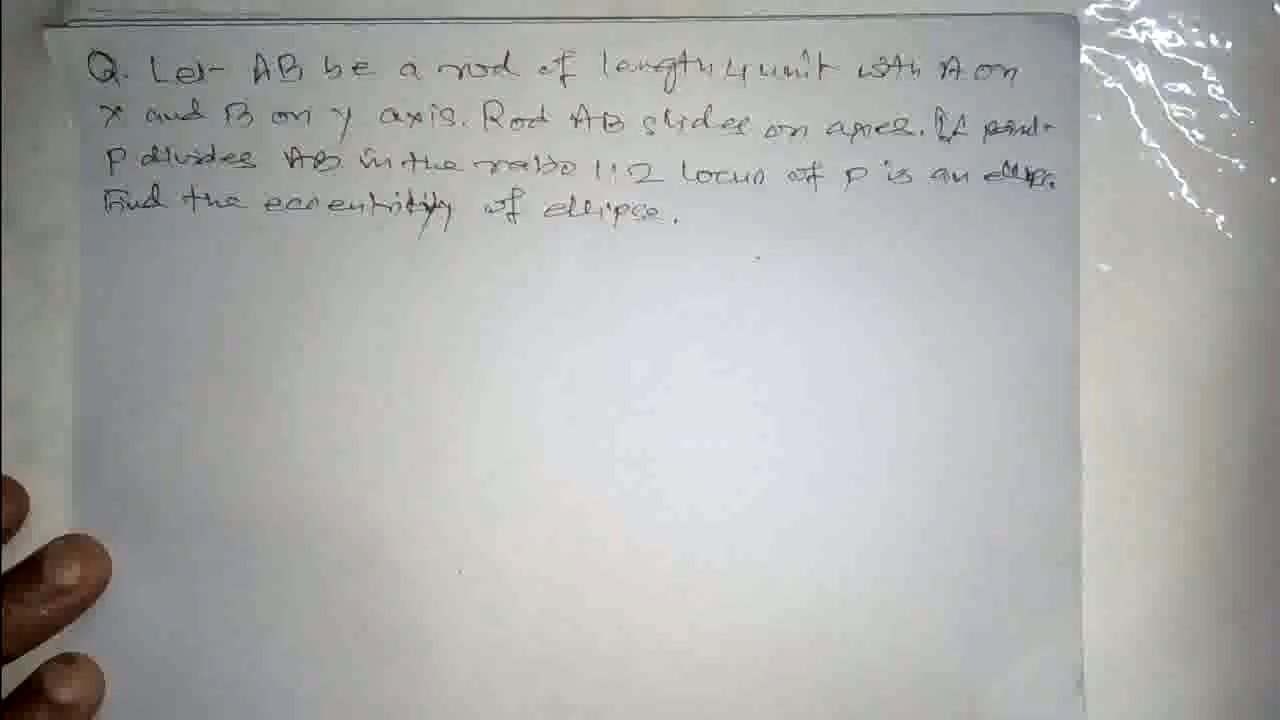 Q. Let AB be a rod of length 4 unit with A on
x and B on y axis. Rod AB slides on axes. If point
P divides AB in the ratio 1:2 locus of P is an ellipse.
Find the eccentricity of ellipse.